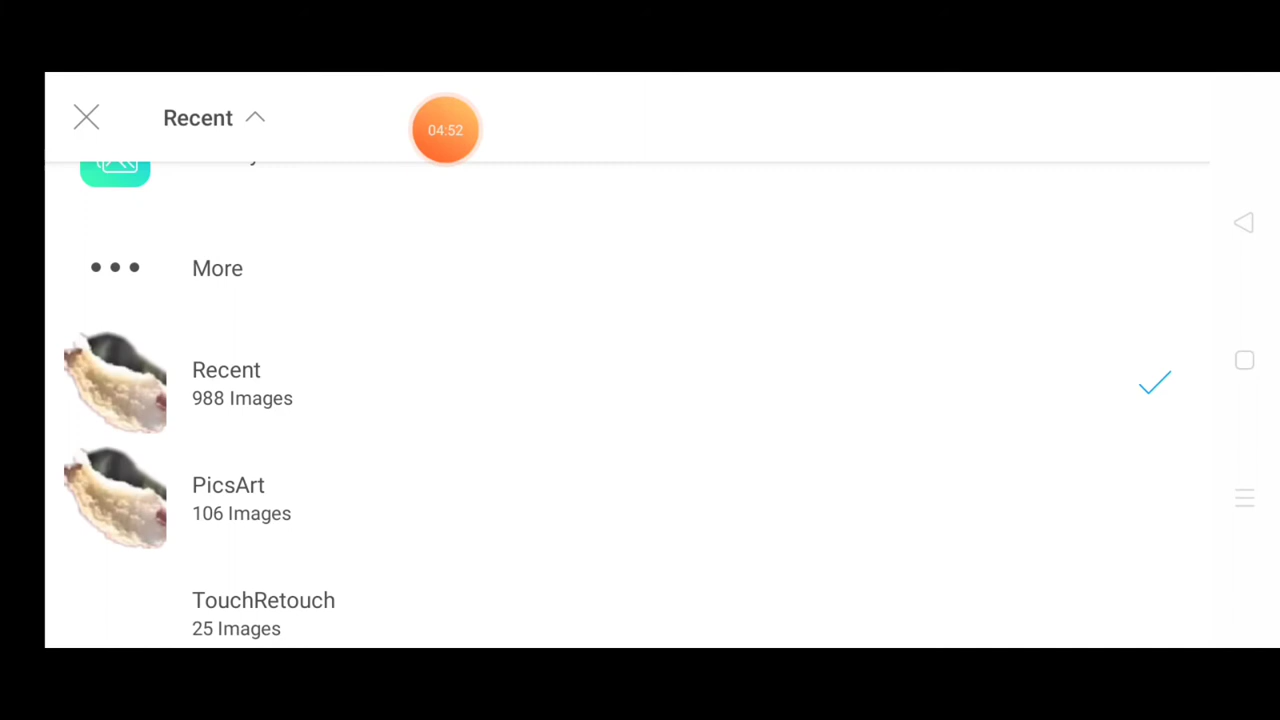 Recent
04:52
More
Recent
988 Images
PicsArt
106 Images
TouchRetouch
25 Images